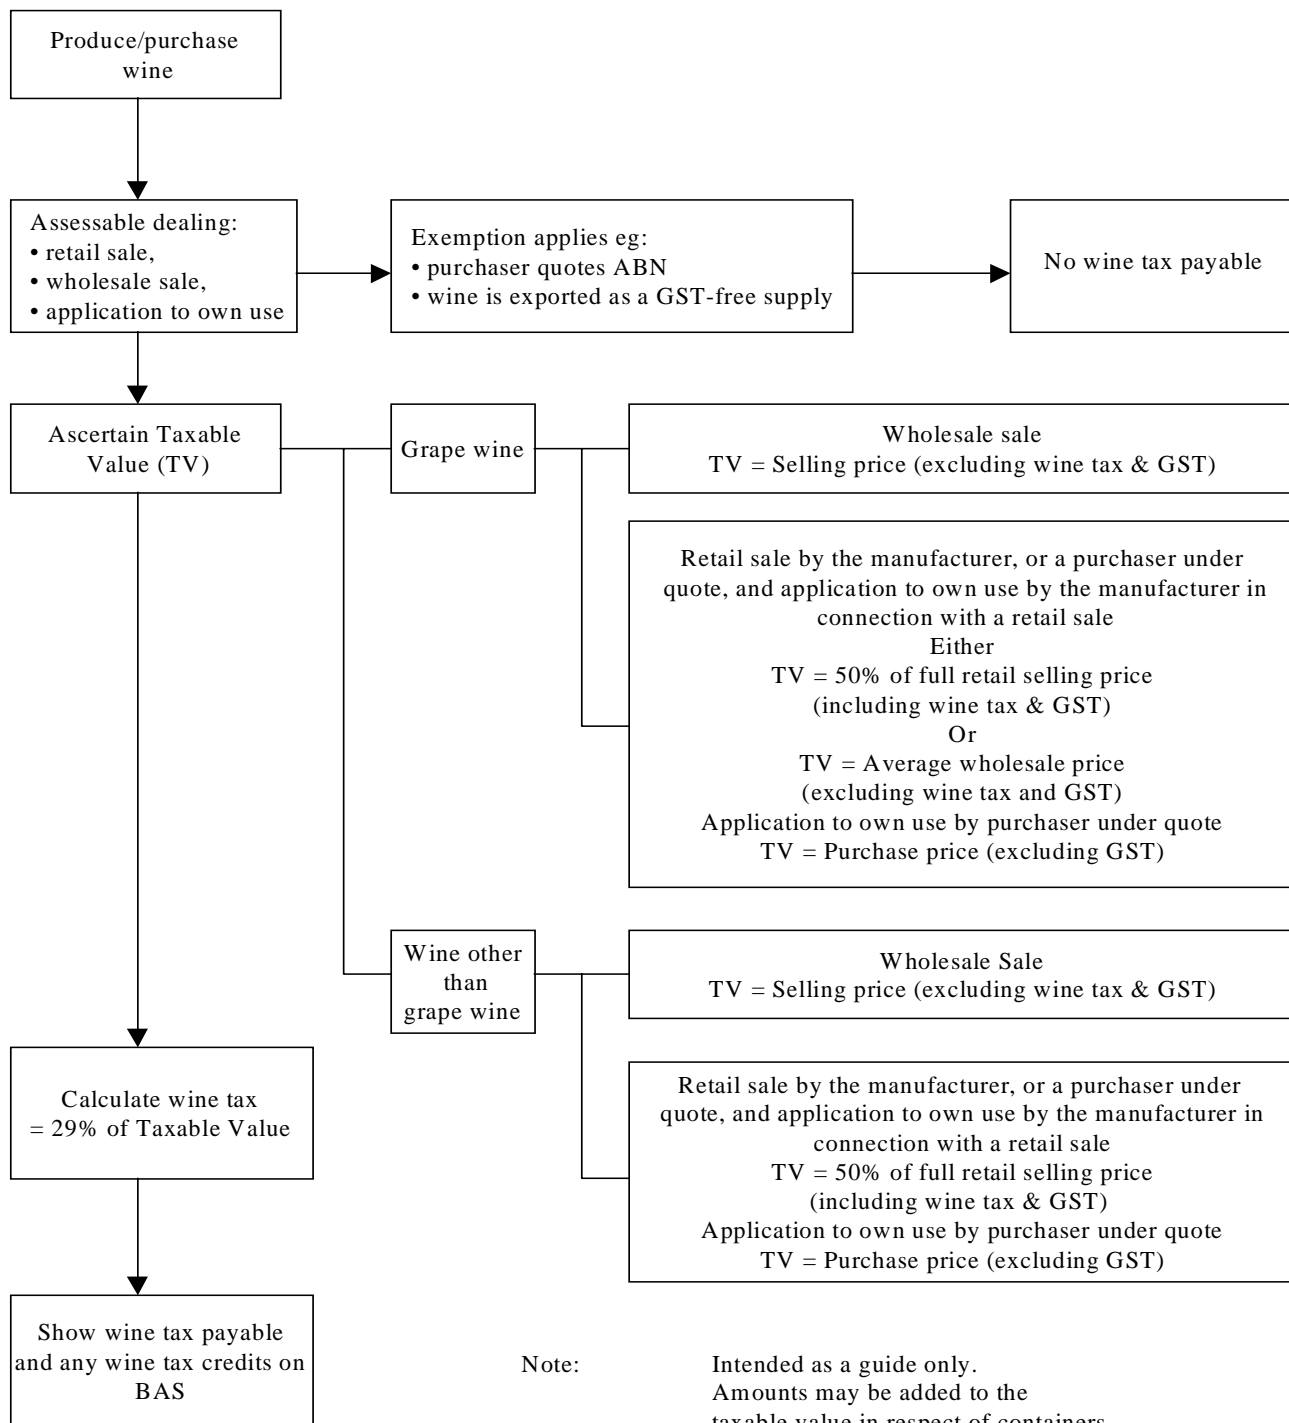 Produce/purchase
wine
Assessable dealing:
• retail sale,
• wholesale sale,
• application to own use
Exemption applies eg:
• purchaser quotes ABN
• wine is exported as a GST-free supply
No wine tax payable
Ascertain Taxable
Value (TV)
Grape wine
Wholesale sale
TV = Selling price (excluding wine tax & GST)
Retail sale by the manufacturer, or a purchaser under
quote, and application to own use by the manufacturer in
connection with a retail sale
Either
TV = 50% of full retail selling price
(including wine tax & GST)
Or
TV = Average wholesale price
(excluding wine tax and GST)
Application to own use by purchaser under quote
TV = Purchase price (excluding GST)
Wine other
than
grape wine
Wholesale Sale
TV = Selling price (excluding wine tax & GST)
Retail sale by the manufacturer, or a purchaser under
quote, and application to own use by the manufacturer in
connection with a retail sale
TV = 50% of full retail selling price
(including wine tax & GST)
Application to own use by purchaser under quote
TV = Purchase price (excluding GST)
Calculate wine tax
= 29% of Taxable Value
Show wine tax payable
and any wine tax credits on
BAS
Note: Intended as a guide only.
Amounts may be added to the
taxable value in respect of containers